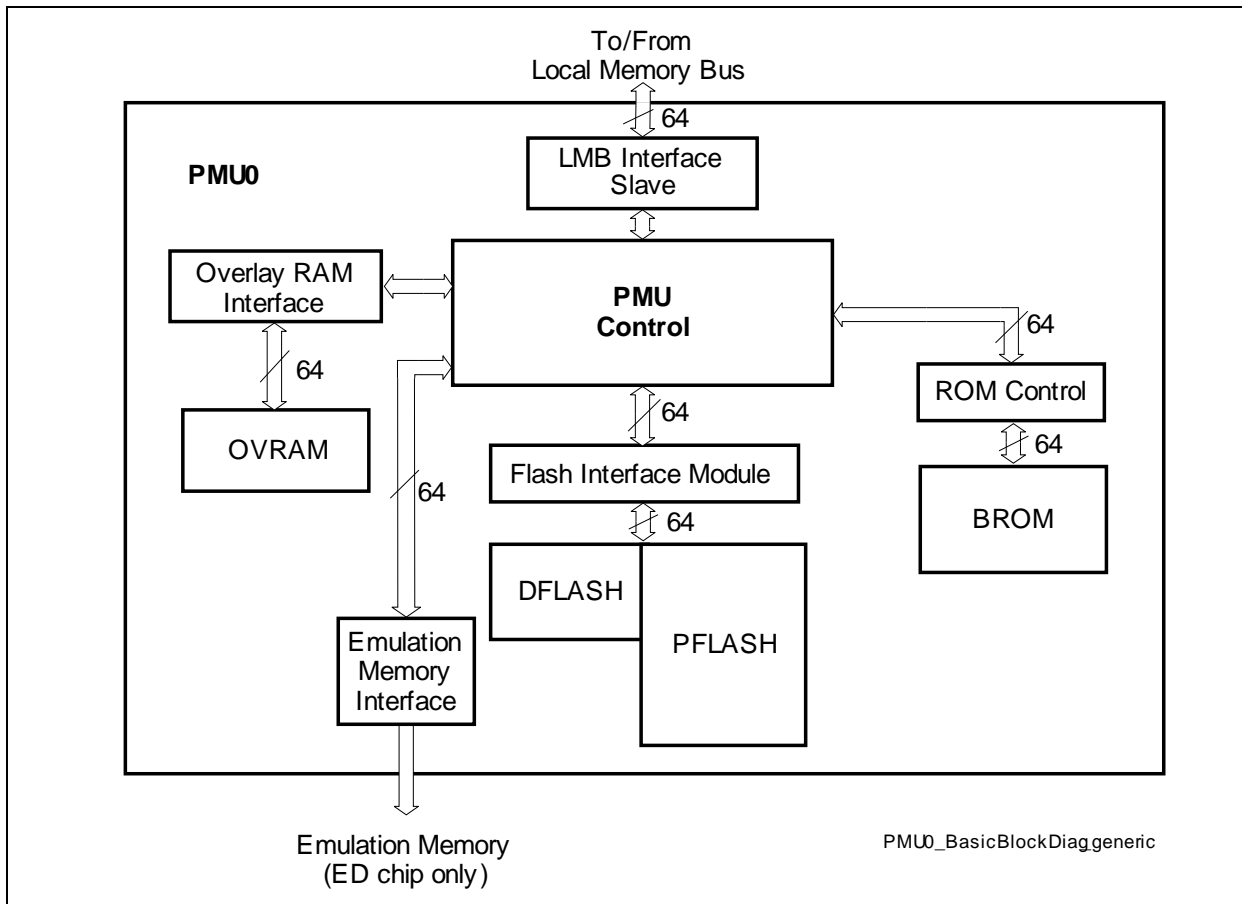 To/From
Local Memory Bus
64
PMU0
LMB Interface
Slave
Overlay RAM
Interface
PMU
Control
64
64
64
ROM Control
OVRAM
64
64
Flash Interface Module
BROM
64
DFLASH
PFLASH
Emulation
Memory
Interface
Emulation Memory
(ED chip only)
PMU0_BasicBlockDiag.generic